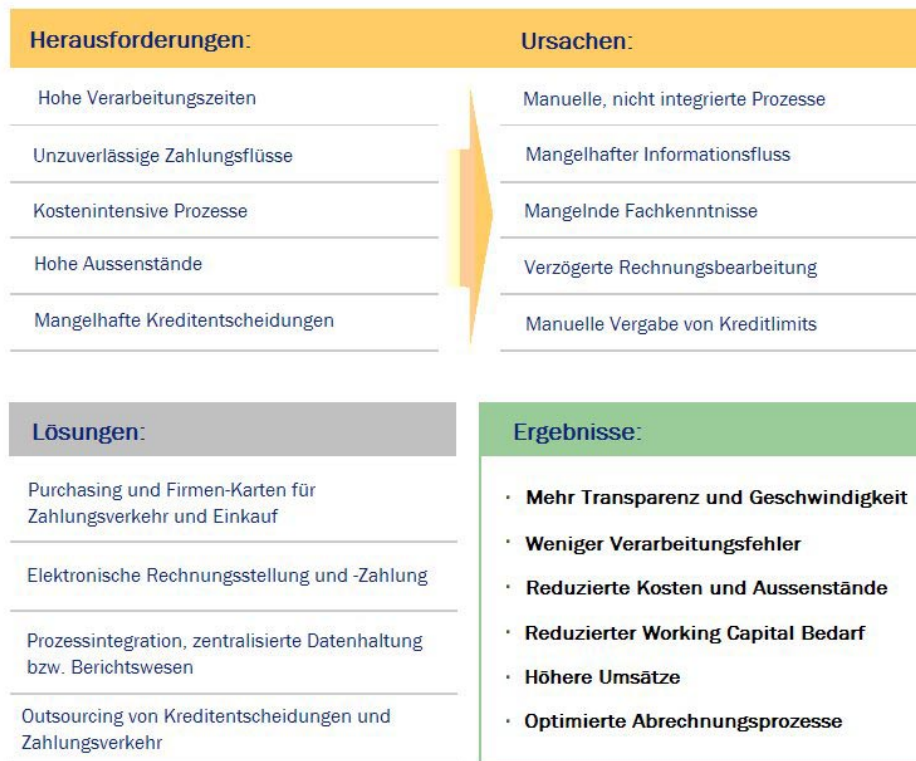 Herausforderungen:
Hohe Verarbeitungszeiten
Unzuverlässige Zahlungsflüsse
Kostenintensive Prozesse
Hohe Aussenstände
Mangelhafte Kreditentscheidungen
Ursachen:
Manuelle, nicht integrierte Prozesse
Mangelhafter Informationsfluss
Mangelnde Fachkenntnisse
Verzögerte Rechnungsbearbeitung
Manuelle Vergabe von Kreditlimits
Lösungen:
Purchasing und Firmen-Karten für
Zahlungsverkehr und Einkauf
Elektronische Rechnungsstellung und -Zahlung
Prozessintegration, zentralisierte Datenhaltung
bzw. Berichtswesen
Outsourcing von Kreditentscheidungen und
Zahlungsverkehr
Ergebnisse:
· Mehr Transparenz und Geschwindigkeit
· Weniger Verarbeitungsfehler
· Reduzierte Kosten und Aussenstände
· Reduzierter Working Capital Bedarf
· Höhere Umsätze
· Optimierte Abrechnungsprozesse